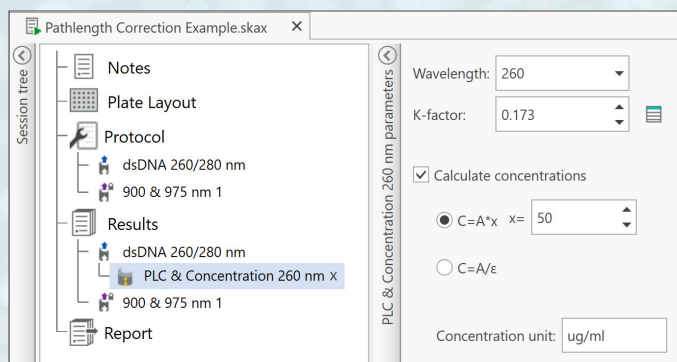 Pathlength Correction Example.skax X
Session tree
Notes
Plate Layout
Protocol
dsDNA 260/280 nm
900 & 975 nm 1
Results
dsDNA 260/280 nm
PLC & Concentration 260 nm x
900 & 975 nm 1
Report
PLC & Concentration 260 nm parameters
Wavelength: 260
K-factor: 0.173
Calculate concentrations
C=A*x x= 50
C=A/ε
Concentration unit: ug/ml